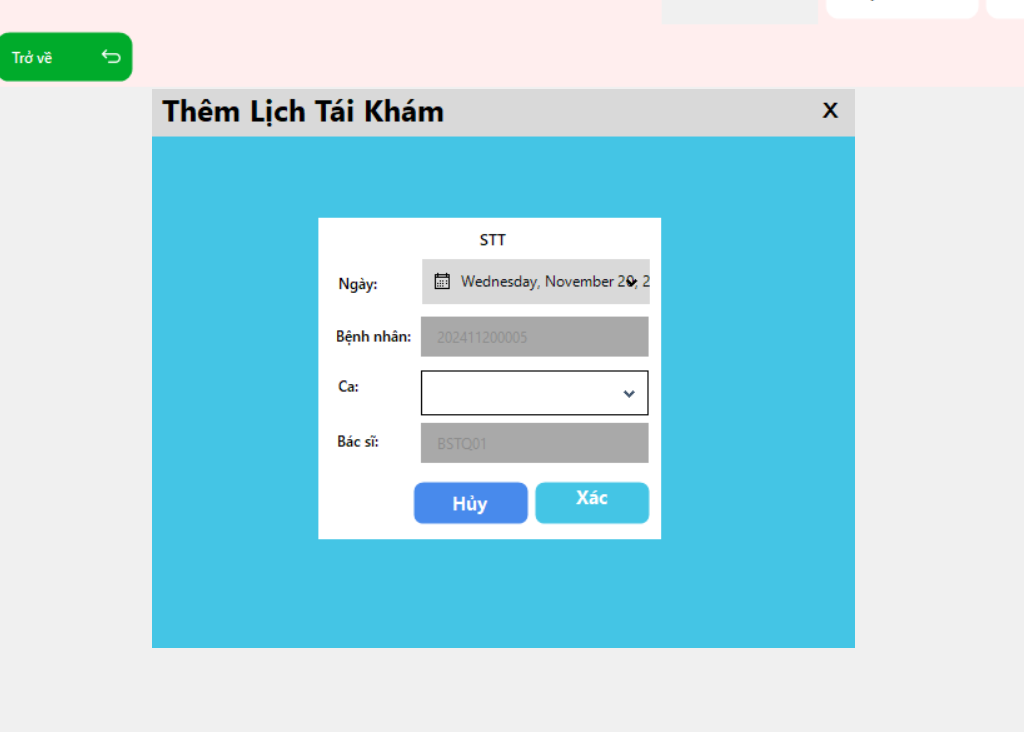 Trở về
Thêm Lịch Tái Khám
X
STT
Ngày:
Wednesday, November 20, 2
Bệnh nhân:
202411200005
Ca:
Bác sĩ:
BSTQ01
Hủy
Xác